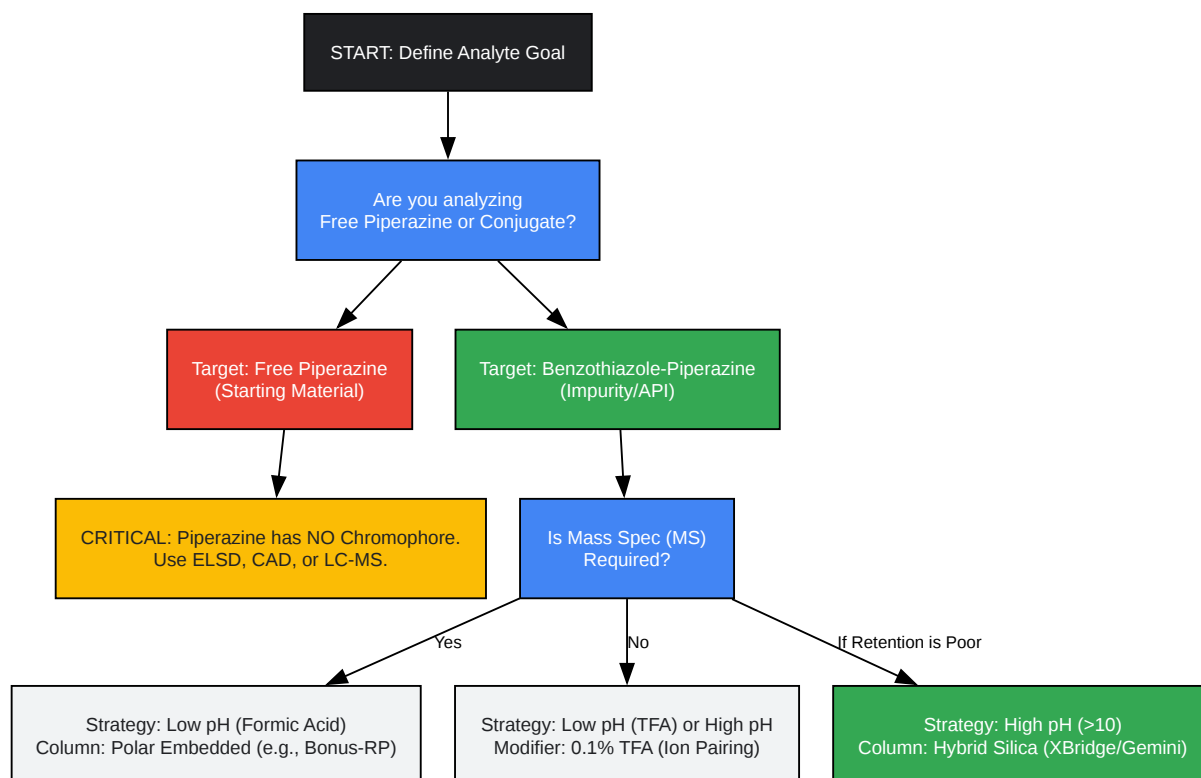 START: Define Analyte Goal
Are you analyzing
Free Piperazine or Conjugate?
Target: Free Piperazine
(Starting Material)
Target: Benzothiazole-Piperazine
(Impurity/API)
CRITICAL: Piperazine has NO Chromophore.
Use ELSD, CAD, or LC-MS.
Is Mass Spec (MS)
Required?
Yes
No
If Retention is Poor
Strategy: Low pH (Formic Acid)
Column: Polar Embedded (e.g., Bonus-RP)
Strategy: Low pH (TFA) or High pH
Modifier: 0.1% TFA (Ion Pairing)
Strategy: High pH (>10)
Column: Hybrid Silica (XBridge/Gemini)